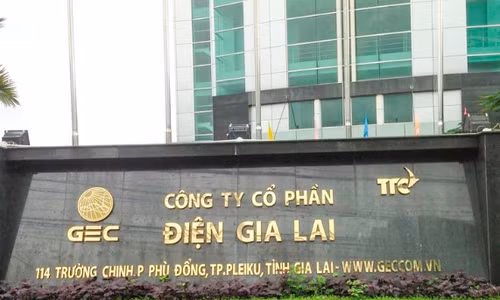 CÔNG TY CỔ PHẦN
TTC
GEC
ĐIỆN GIA LAI
114 TRƯỜNG CHINH.P PHÙ ĐỔNG,TP.PLEIKU,TỈNH GIA LAI-WWW.GECCOM.VN